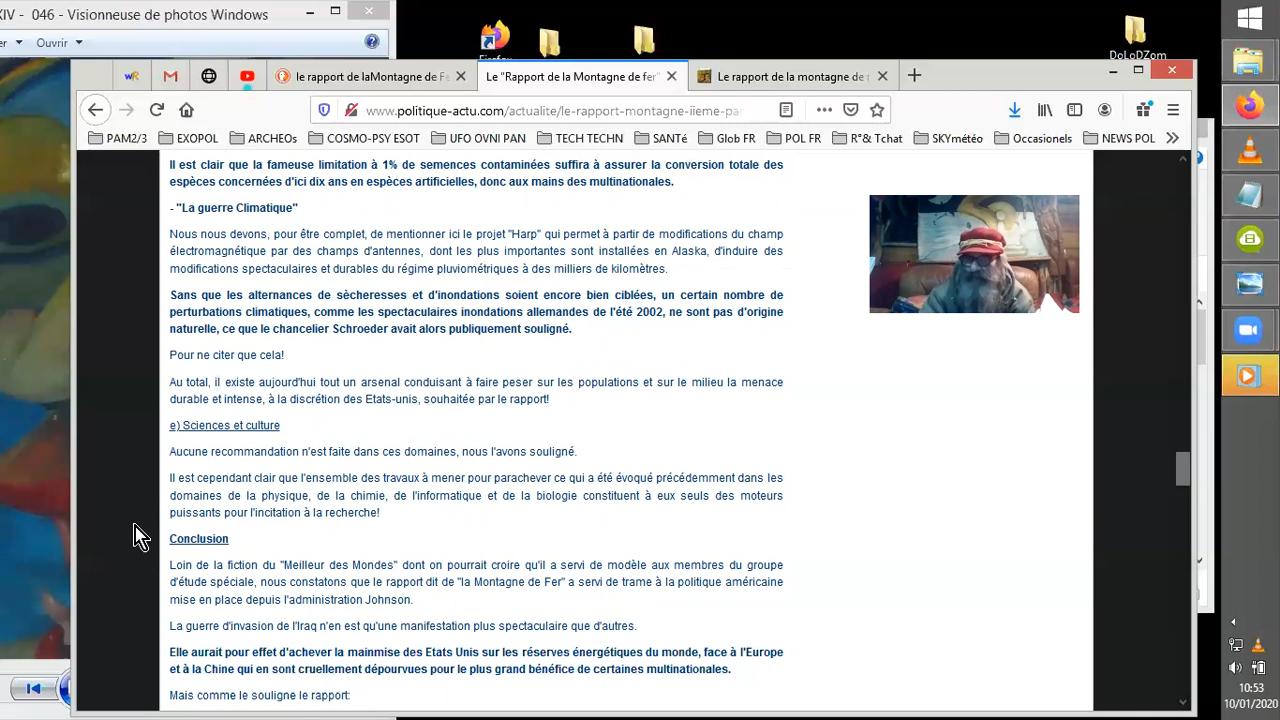 XIV - 046 - Visionneuse de photos Windows
Ouvrir
Firefox
DoLoDZom
wR
le rapport de laMontagne de Fe
Le "Rapport de la Montagne de fer"
Le rapport de la montagne de f
www.politique-actu.com/actualite/le-rapport-montagne-iieme-pa
PAM2/3
EXOPOL
ARCHEOs
COSMO-PSY ESOT
UFO OVNI PAN
TECH TECHN
SANTé
Glob FR
POL FR
R°& Tchat
SKYmétéo
Occasionels
NEWS POL
Il est clair que la fameuse limitation à 1% de semences contaminées suffira à assurer la conversion totale des
espèces concernées d'ici dix ans en espèces artificielles, donc aux mains des multinationales.
- "La guerre Climatique"
Nous nous devons, pour être complet, de mentionner ici le projet "Harp" qui permet à partir de modifications du champ
électromagnétique par des champs d'antennes, dont les plus importantes sont installées en Alaska, d'induire des
modifications spectaculaires et durables du régime pluviométriques à des milliers de kilomètres.
Sans que les alternances de sècheresses et d'inondations soient encore bien ciblées, un certain nombre de
perturbations climatiques, comme les spectaculaires inondations allemandes de l'été 2002, ne sont pas d'origine
naturelle, ce que le chancelier Schroeder avait alors publiquement souligné.
Pour ne citer que cela!
Au total, il existe aujourd'hui tout un arsenal conduisant à faire peser sur les populations et sur le milieu la menace
durable et intense, à la discrétion des Etats-unis, souhaitée par le rapport!
e) Sciences et culture
Aucune recommandation n'est faite dans ces domaines, nous l'avons souligné.
Il est cependant clair que l'ensemble des travaux à mener pour parachever ce qui a été évoqué précédemment dans les
domaines de la physique, de la chimie, de l'informatique et de la biologie constituent à eux seuls des moteurs
puissants pour l'incitation à la recherche!
Conclusion
Loin de la fiction du "Meilleur des Mondes" dont on pourrait croire qu'il a servi de modèle aux membres du groupe
d'étude spéciale, nous constatons que le rapport dit de "la Montagne de Fer" a servi de trame à la politique américaine
mise en place depuis l'administration Johnson.
La guerre d'invasion de l'Iraq n'en est qu'une manifestation plus spectaculaire que d'autres.
Elle aurait pour effet d'achever la mainmise des Etats Unis sur les réserves énergétiques du monde, face à l'Europe
et à la Chine qui en sont cruellement dépourvues pour le plus grand bénéfice de certaines multinationales.
Mais comme le souligne le rapport:
10:53
10/01/2020